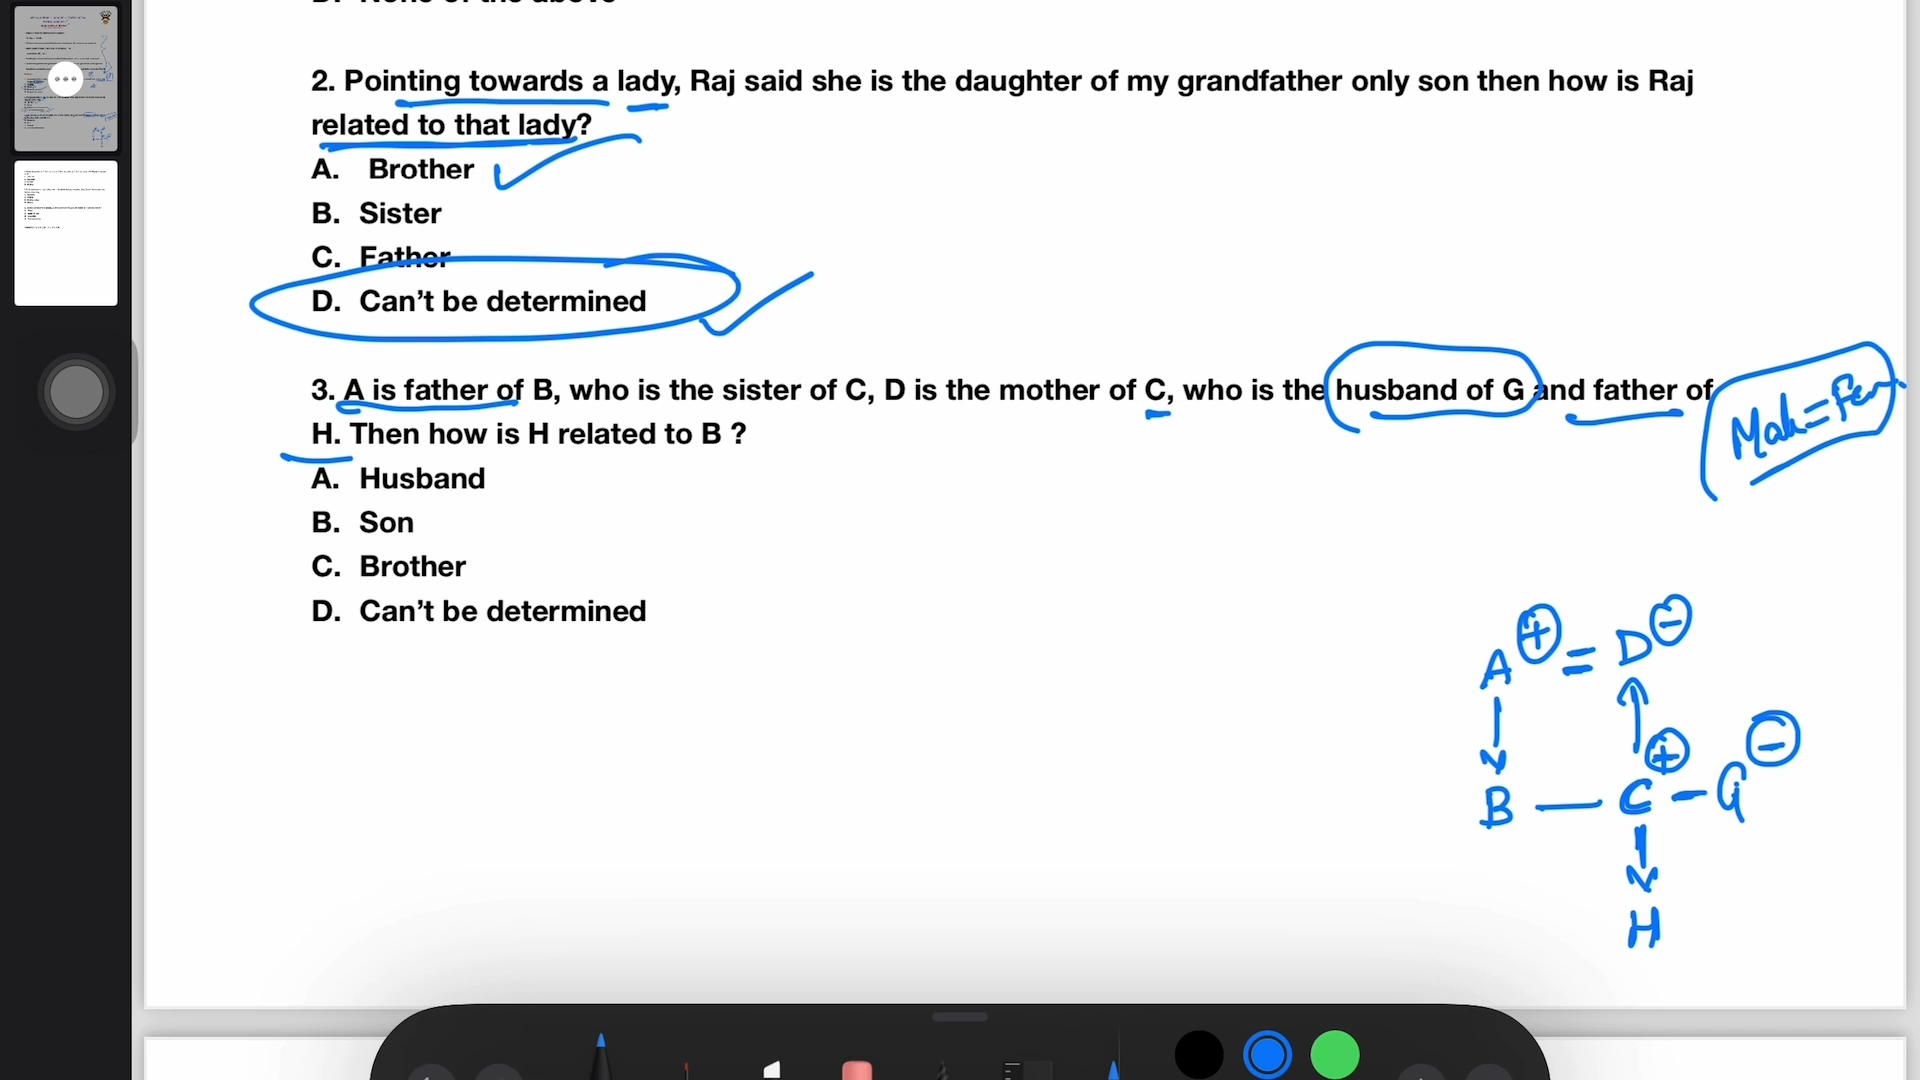 2. Pointing towards a lady, Raj said she is the daughter of my grandfather only son then how is Raj
related to that lady?
A. Brother
B. Sister
C. Father
D. Can’t be determined
3. A is father of B, who is the sister of C, D is the mother of C, who is the husband of G and father of
H. Then how is H related to B ?
A. Husband
B. Son
C. Brother
D. Can’t be determined
A + = D -
B — C + - G -
H